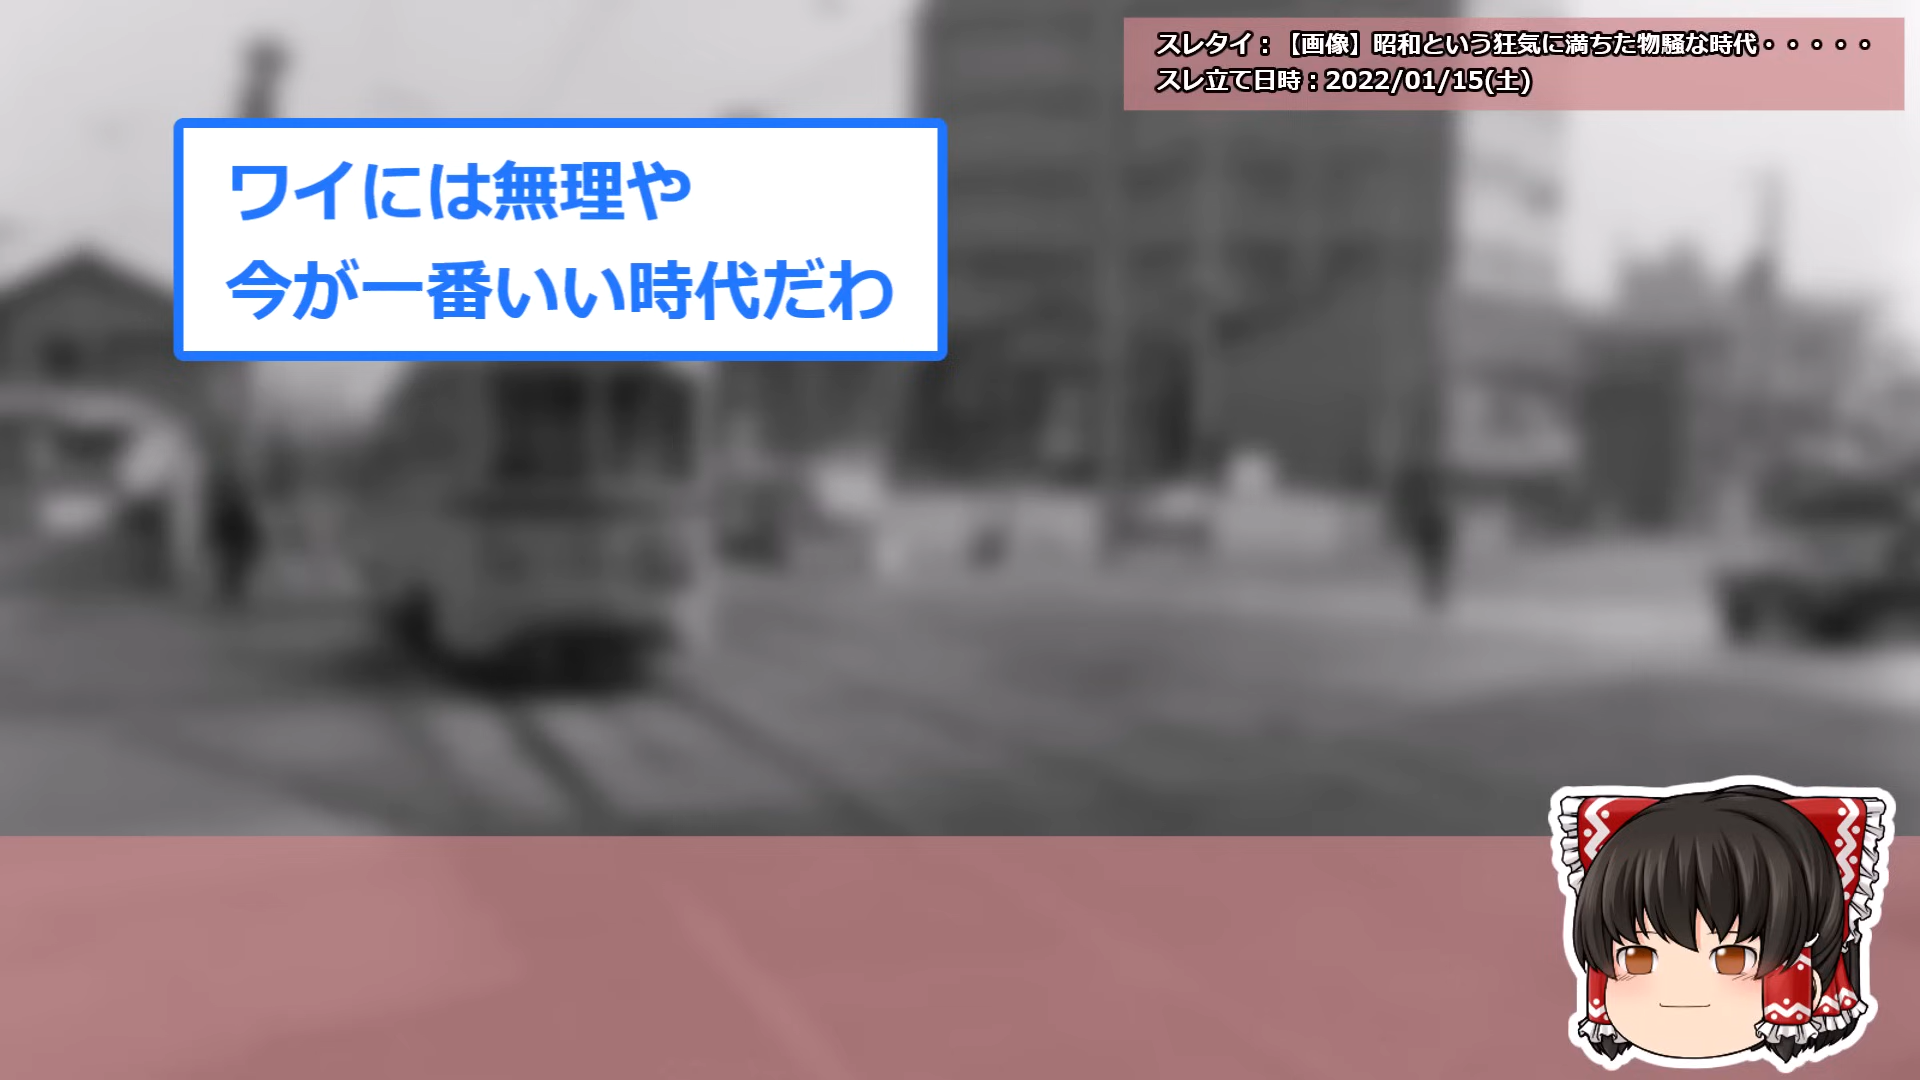 スレタイ：【画像】昭和という狂気に満ちた物騒な時代・・・・・
スレ立て日時：2022/01/15(土)
ワイには無理や
今が一番いい時代だわ